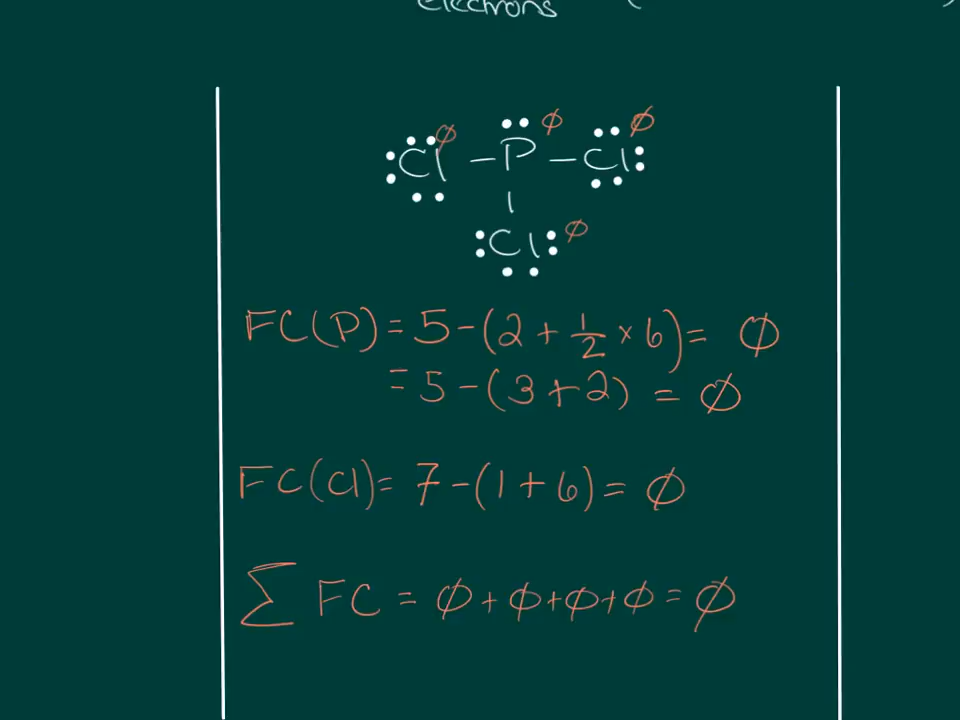 electrons (
Cl ϕ - P ϕ - Cl ϕ
|
Cl ϕ
FC(P) = 5 - (2 + 1/2 × 6) = ϕ
= 5 - (3 + 2) = ϕ
FC(Cl) = 7 - (1 + 6) = ϕ
∑ FC = ϕ + ϕ + ϕ + ϕ = ϕ